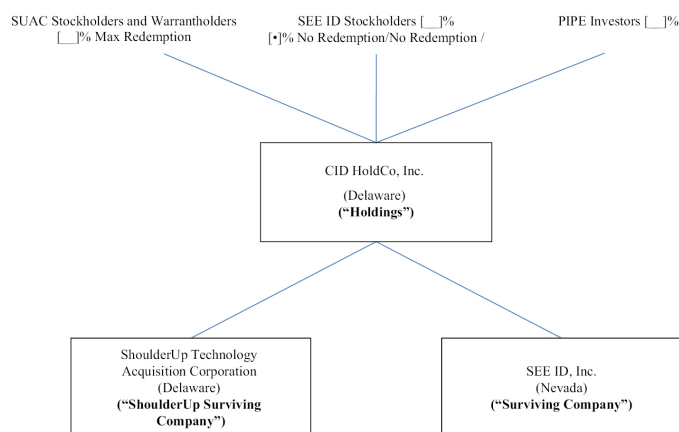 SUAC Stockholders and Warrantholders
[__]% Max Redemption
SEE ID Stockholders [__]%
[•]% No Redemption/No Redemption /
PIPE Investors [__]%
CID HoldCo, Inc.
(Delaware)
(“Holdings”)
ShoulderUp Technology
Acquisition Corporation
(Delaware)
(“ShoulderUp Surviving
Company”)
SEE ID, Inc.
(Nevada)
(“Surviving Company”)